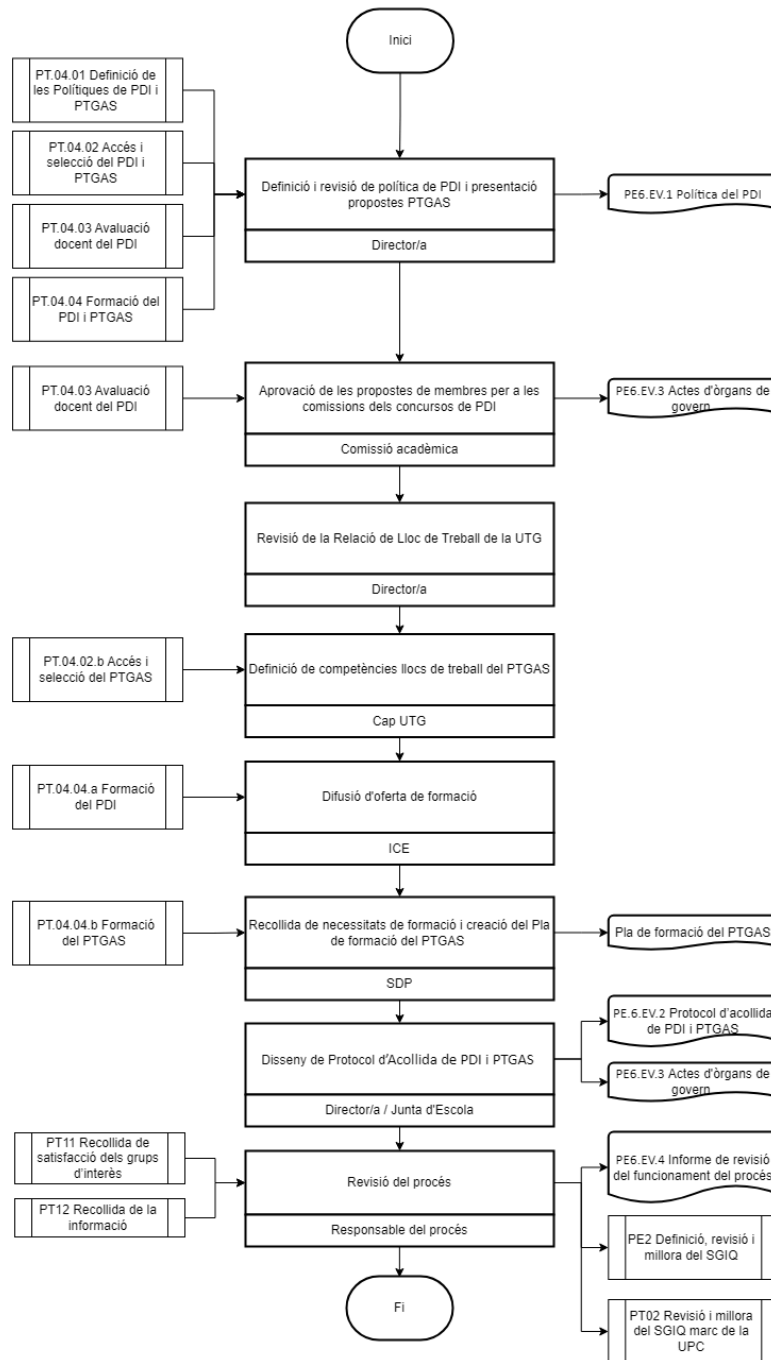 Inici
PT.04.01 Definició de
les Polítiques de PDI i
PTGAS
PT.04.02 Accés i
selecció del PDI i
PTGAS
PT.04.03 Avaluació
docent del PDI
PT.04.04 Formació del
PDI i PTGAS
Definició i revisió de política de PDI i presentació
propostes PTGAS
Director/a
PE6.EV.1 Política del PDI
PT.04.03 Avaluació
docent del PDI
Aprovació de les propostes de membres per a les
comissions dels concursos de PDI
Comissió acadèmica
PE6.EV.3 Actes d'òrgans de
govern
Revisió de la Relació de Lloc de Treball de la UTG
Director/a
PT.04.02.b Accés i
selecció del PTGAS
Definició de competències llocs de treball del PTGAS
Cap UTG
PT.04.04.a Formació
del PDI
Difusió d'oferta de formació
ICE
PT.04.04.b Formació
del PTGAS
Recollida de necessitats de formació i creació del Pla
de formació del PTGAS
SDP
Pla de formació del PTGAS
Disseny de Protocol d'Acollida de PDI i PTGAS
Director/a / Junta d'Escola
PE.6.EV.2 Protocol d'acollida
de PDI i PTGAS
PE6.EV.3 Actes d'òrgans de
govern
PT11 Recollida de
satisfacció dels grups
d'interès
PT12 Recollida de la
informació
Revisió del procés
Responsable del procés
PE6.EV.4 Informe de revisió
del funcionament del procés
PE2 Definició, revisió i
millora del SGIQ
PT02 Revisió i millora
del SGIQ marc de la
UPC
Fi